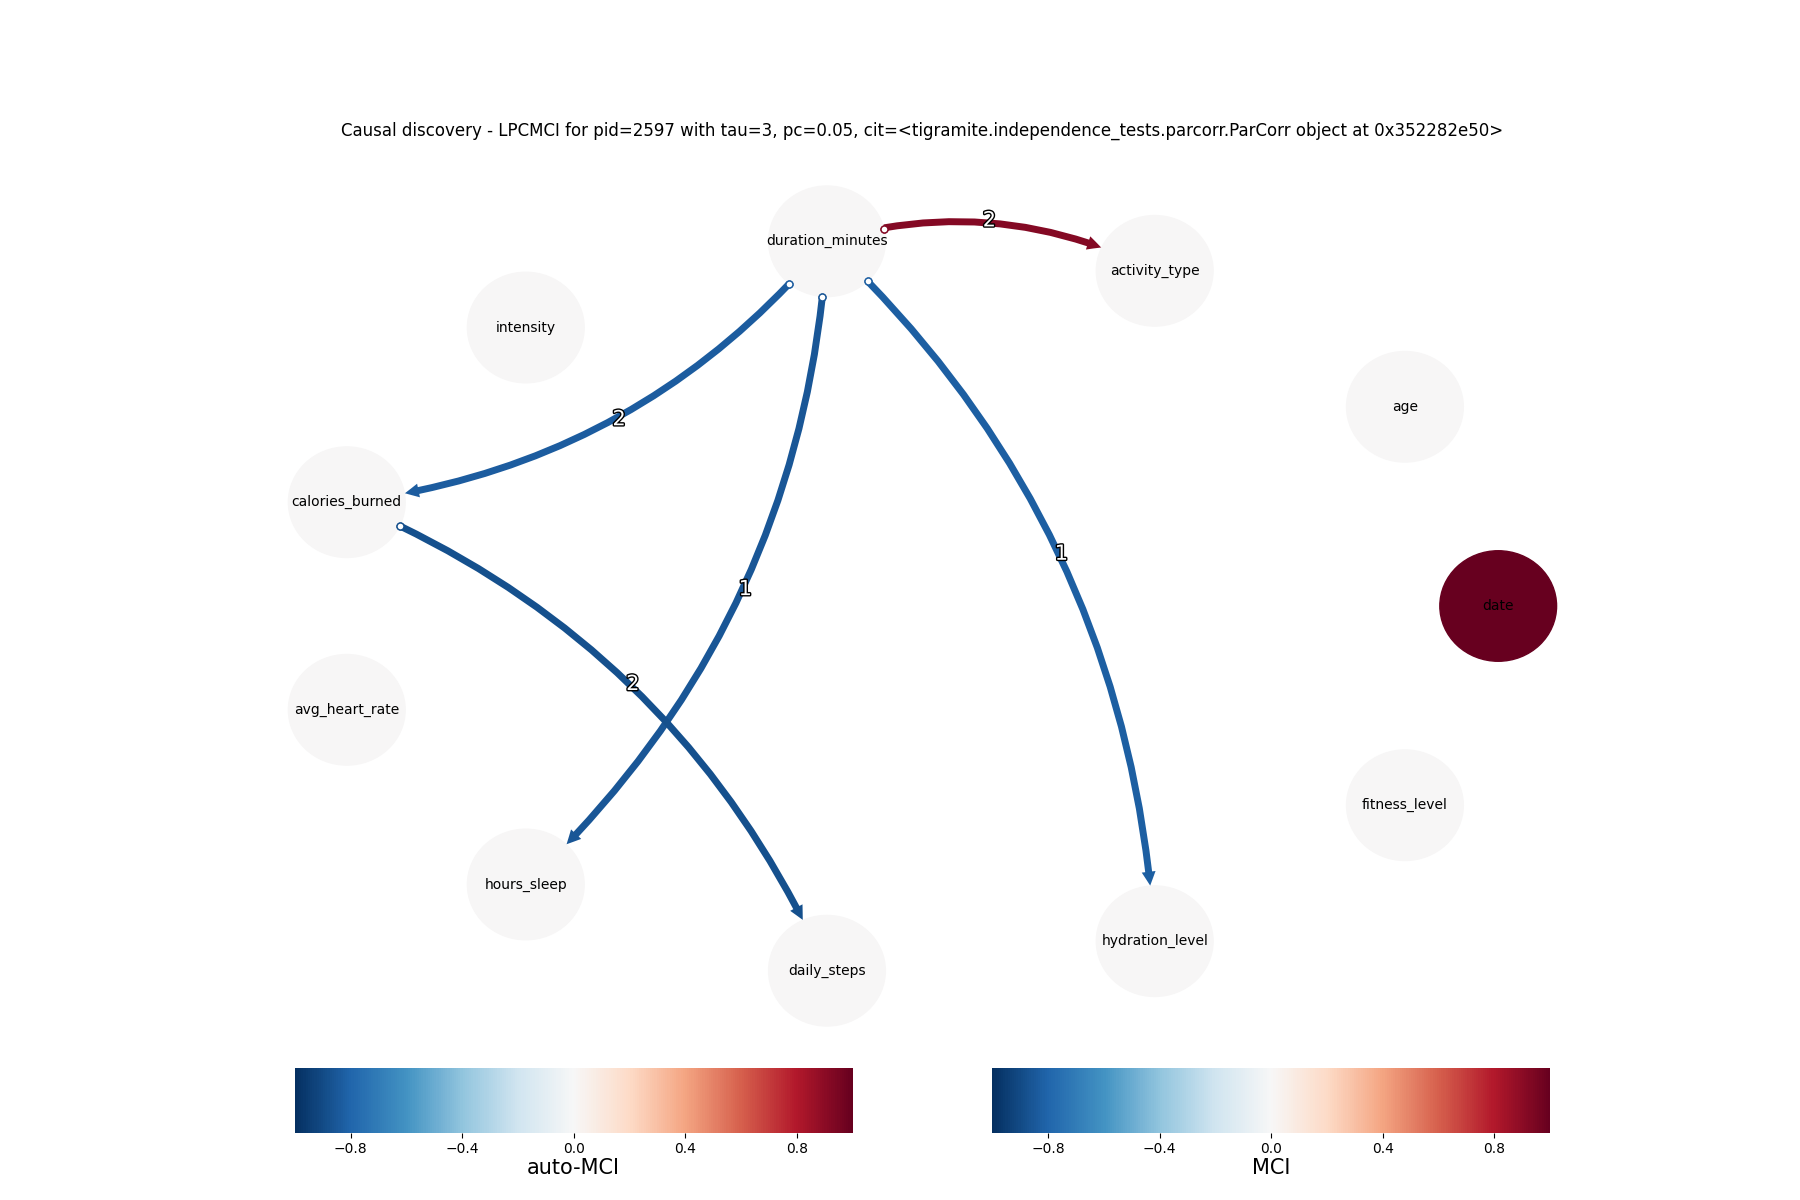 Causal discovery - LPCMCI for pid=2597 with tau=3, pc=0.05, cit=<tigramite.independence_tests.parcorr.ParCorr object at 0x352282e50>
2
duration_minutes
activity_type
intensity
age
2
calories_burned
1
1
date
2
avg_heart_rate
fitness_level
hours_sleep
hydration_level
daily_steps
−0.8 −0.4 0.0 0.4 0.8
auto-MCI
−0.8 −0.4 0.0 0.4 0.8
MCI